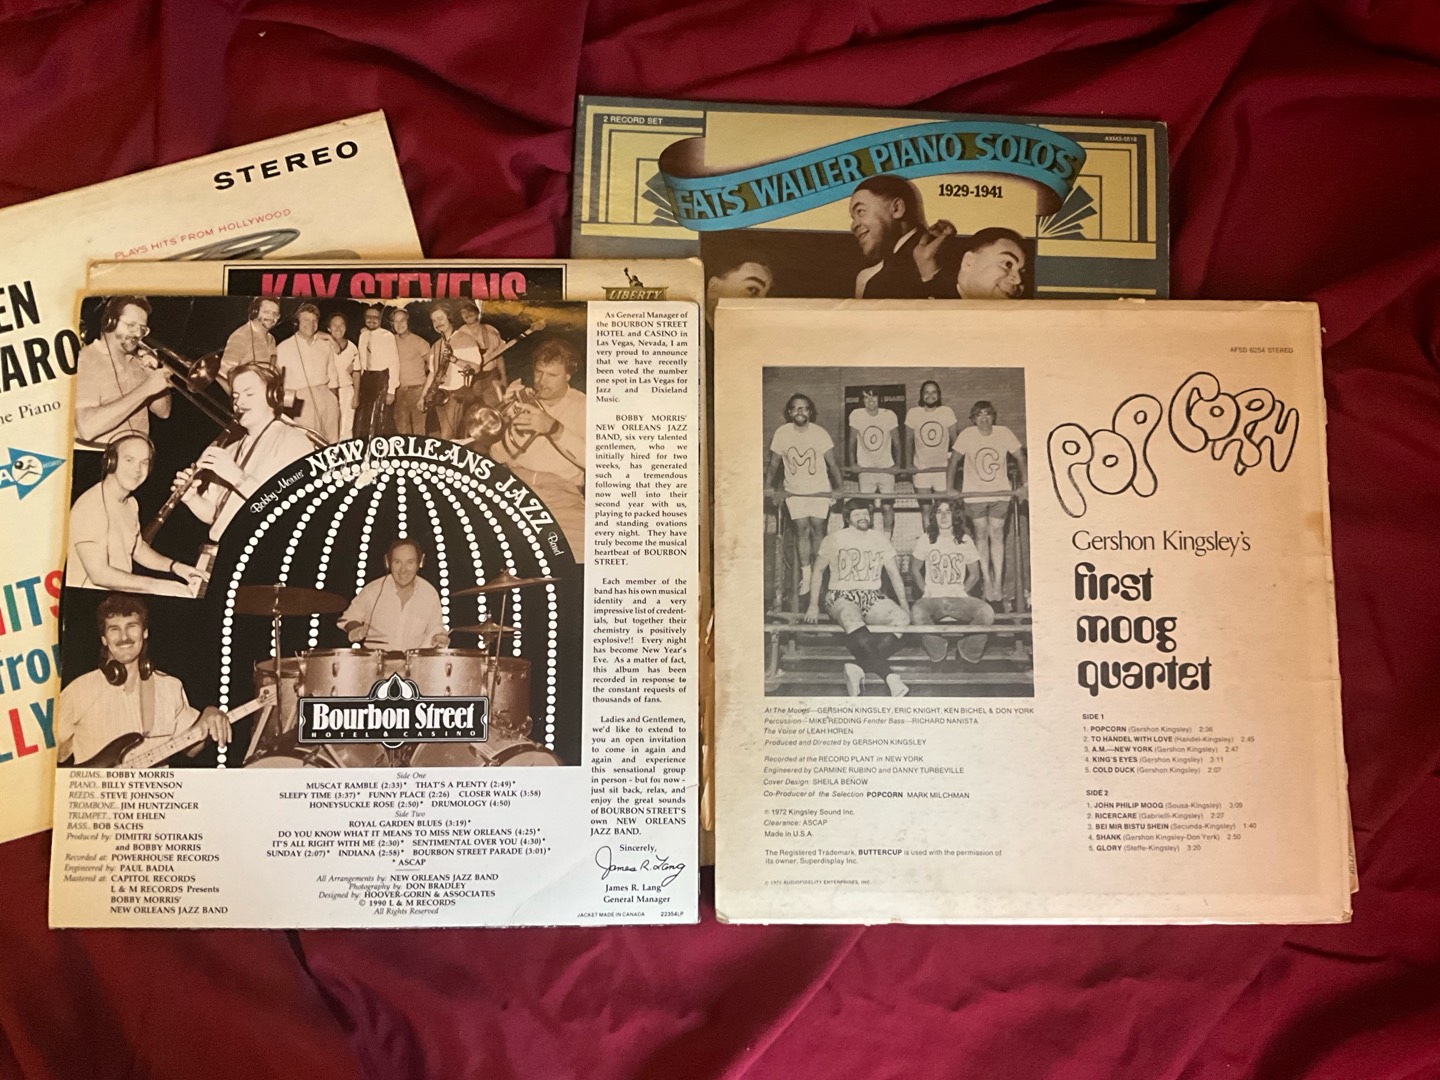 STEREO
PLAYS HITS FROM HOLLYWOOD
EN
ARO
he Piano
HITS
from
LLY
KAY STEVENS
LIBERTY
2 RECORD SET
FATS WALLER PIANO SOLOS
1929-1941
Bobby Morris' NEW ORLEANS JAZZ Band
Bourbon Street
HOTEL & CASINO
As General Manager of
the BOURBON STREET
HOTEL and CASINO in
Las Vegas, Nevada, I am
very proud to announce
that we have recently
been voted the number
one spot in Las Vegas for
Jazz and Dixieland
Music.
BOBBY MORRIS'
NEW ORLEANS JAZZ
BAND, six very talented
gentlemen, who we
initially hired for two
weeks, has generated
such a tremendous
following that they are
now well into their
second year with us,
playing to packed houses
and standing ovations
every night. They have
truly become the musical
heartbeat of BOURBON
STREET.
Each member of the
band has his own musical
identity and a very
impressive list of credent-
ials, but together their
chemistry is positively
explosive!! Every night
has become New Year's
Eve. As a matter of fact,
this album has been
recorded in response to
the constant requests of
thousands of fans.
Ladies and Gentlemen,
we'd like to extend to
you an open invitation
to come in again and
again and experience
this sensational group
in person - but for now -
just sit back, relax, and
enjoy the great sounds
of BOURBON STREET'S
own NEW ORLEANS
JAZZ BAND.
Sincerely,
James R. Lang
James R. Lang
General Manager
JACKET MADE IN CANADA 22354LP
DRUMS.. BOBBY MORRIS
PIANO.. BILLY STEVENSON
REEDS.. STEVE JOHNSON
TROMBONE.. JIM HUNTZINGER
TRUMPET.. TOM EHLEN
BASS.. BOB SACHS
Produced by: DIMITRI SOTIRAKIS
and BOBBY MORRIS
Recorded at: POWERHOUSE RECORDS
Engineered by: PAUL BADIA
Mastered at: CAPITOL RECORDS
L & M RECORDS Presents
BOBBY MORRIS'
NEW ORLEANS JAZZ BAND
Side One
MUSCAT RAMBLE (2:33)* THAT'S A PLENTY (2:49)*
SLEEPY TIME (3:37)* FUNNY PLACE (2:26) CLOSER WALK (3:58)
HONEYSUCKLE ROSE (2:50)* DRUMOLOGY (4:50)
Side Two
ROYAL GARDEN BLUES (3:19)*
DO YOU KNOW WHAT IT MEANS TO MISS NEW ORLEANS (4:25)*
IT'S ALL RIGHT WITH ME (2:30)* SENTIMENTAL OVER YOU (4:30)*
SUNDAY (2:07)* INDIANA (2:58)* BOURBON STREET PARADE (3:01)*
* ASCAP
All Arrangements by: NEW ORLEANS JAZZ BAND
Photography by: DON BRADLEY
Designed by: HOOVER-GORIN & ASSOCIATES
© 1990 L & M RECORDS
All Rights Reserved
AFSD 6254 STEREO
POP CORN
M O O G
DRUM BASS
Gershon Kingsley's
first
moog
quartet
At The Moogs—GERSHON KINGSLEY, ERIC KNIGHT, KEN BICHEL & DON YORK
Percussion—MIKE REDDING Fender Bass—RICHARD NANISTA
The Voice of LEAH HOREN
Produced and Directed by GERSHON KINGSLEY
Recorded at the RECORD PLANT in NEW YORK
Engineered by CARMINE RUBINO and DANNY TURBEVILLE
Cover Design: SHEILA BENOW
Co-Producer of the Selection POPCORN MARK MILCHMAN
℗ 1972 Kingsley Sound Inc.
Clearance: ASCAP
Made in U.S.A.
The Registered Trademark, BUTTERCUP is used with the permission of
its owner, Superdisplay Inc.
© 1972 AUDIOFIDELITY ENTERPRISES, INC.
SIDE 1
1. POPCORN (Gershon Kingsley) 2:36
2. TO HANDEL WITH LOVE (Handel-Kingsley) 2:45
3. A.M.—NEW YORK (Gershon Kingsley) 2:47
4. KING'S EYES (Gershon Kingsley) 3:11
5. COLD DUCK (Gershon Kingsley) 2:07
SIDE 2
1. JOHN PHILIP MOOG (Sousa-Kingsley) 3:09
2. RICERCARE (Gabrielli-Kingsley) 2:27
3. BEI MIR BISTU SHEIN (Secunda-Kingsley) 1:40
4. SHANK (Gershon Kingsley-Don York) 2:50
5. GLORY (Steffe-Kingsley) 3:20